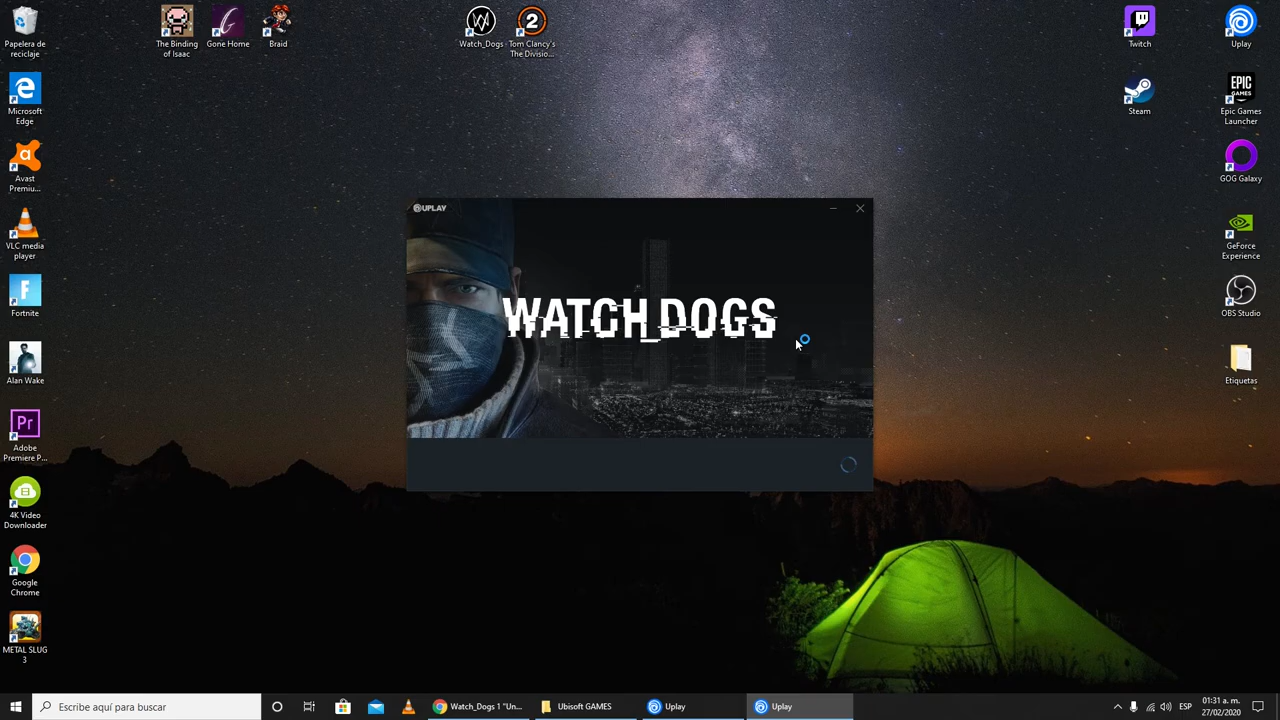 Papelera de
reciclaje
The Binding
of Isaac
Gone Home
Braid
Watch_Dogs
2
Tom Clancy's
The Divisio...
Twitch
Uplay
Microsoft
Edge
Steam
EPIC
GAMES
Epic Games
Launcher
Avast
Premiu...
GOG Galaxy
VLC media
player
GeForce
Experience
Fortnite
OBS Studio
Alan Wake
Etiquetas
Pr
Adobe
Premiere P...
4K Video
Downloader
Google
Chrome
METAL SLUG
3
UPLAY
WATCH_DOGS
Escribe aquí para buscar
Watch_Dogs 1 "Un...
Ubisoft GAMES
Uplay
Uplay
ESP
01:31 a. m.
27/02/2020